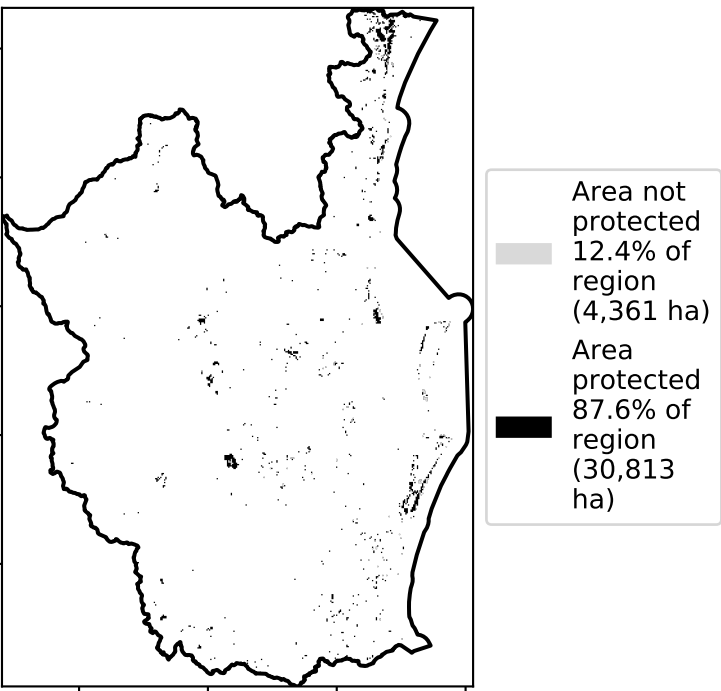 Area not
protected
12.4% of
region
(4,361 ha)
Area
protected
87.6% of
region
(30,813
ha)